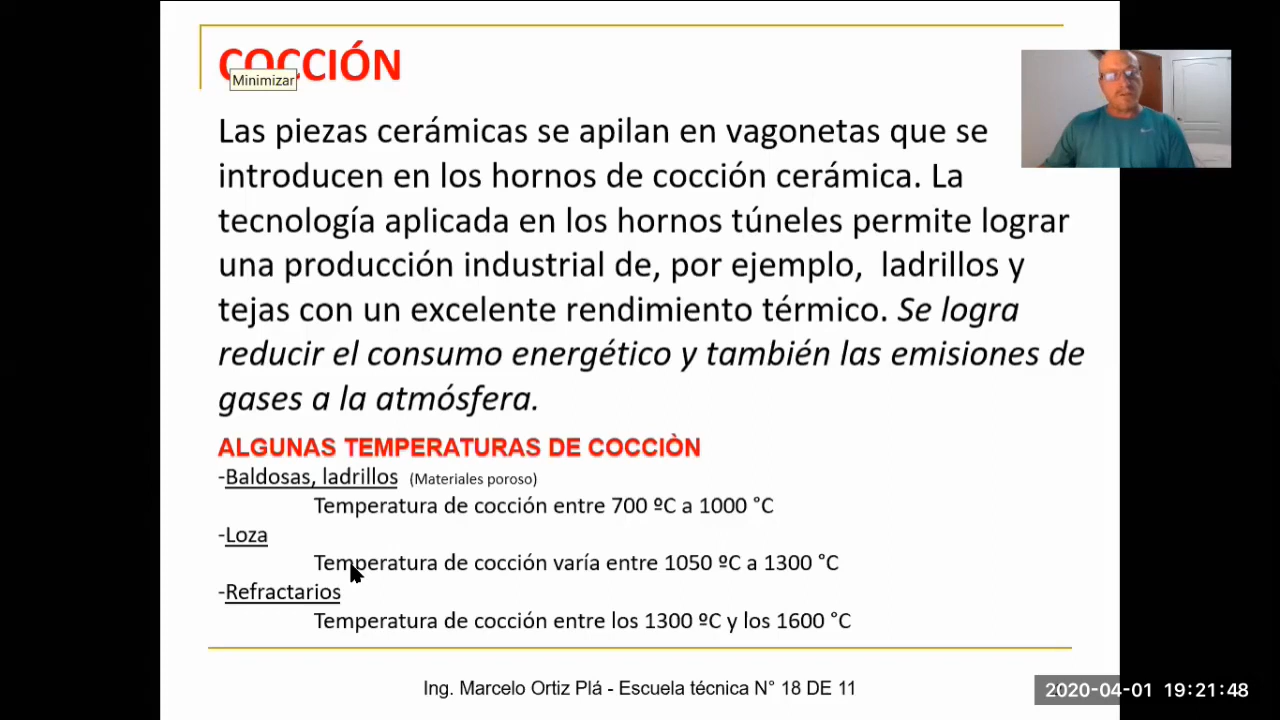 COCCIÓN
Minimizar
Las piezas cerámicas se apilan en vagonetas que se
introducen en los hornos de cocción cerámica. La
tecnología aplicada en los hornos túneles permite lograr
una producción industrial de, por ejemplo, ladrillos y
tejas con un excelente rendimiento térmico. Se logra
reducir el consumo energético y también las emisiones de
gases a la atmósfera.
ALGUNAS TEMPERATURAS DE COCCIÒN
-Baldosas, ladrillos (Materiales poroso)
Temperatura de cocción entre 700 ºC a 1000 °C
-Loza
Temperatura de cocción varía entre 1050 ºC a 1300 °C
-Refractarios
Temperatura de cocción entre los 1300 ºC y los 1600 °C
Ing. Marcelo Ortiz Plá - Escuela técnica N° 18 DE 11
2020-04-01 19:21:48